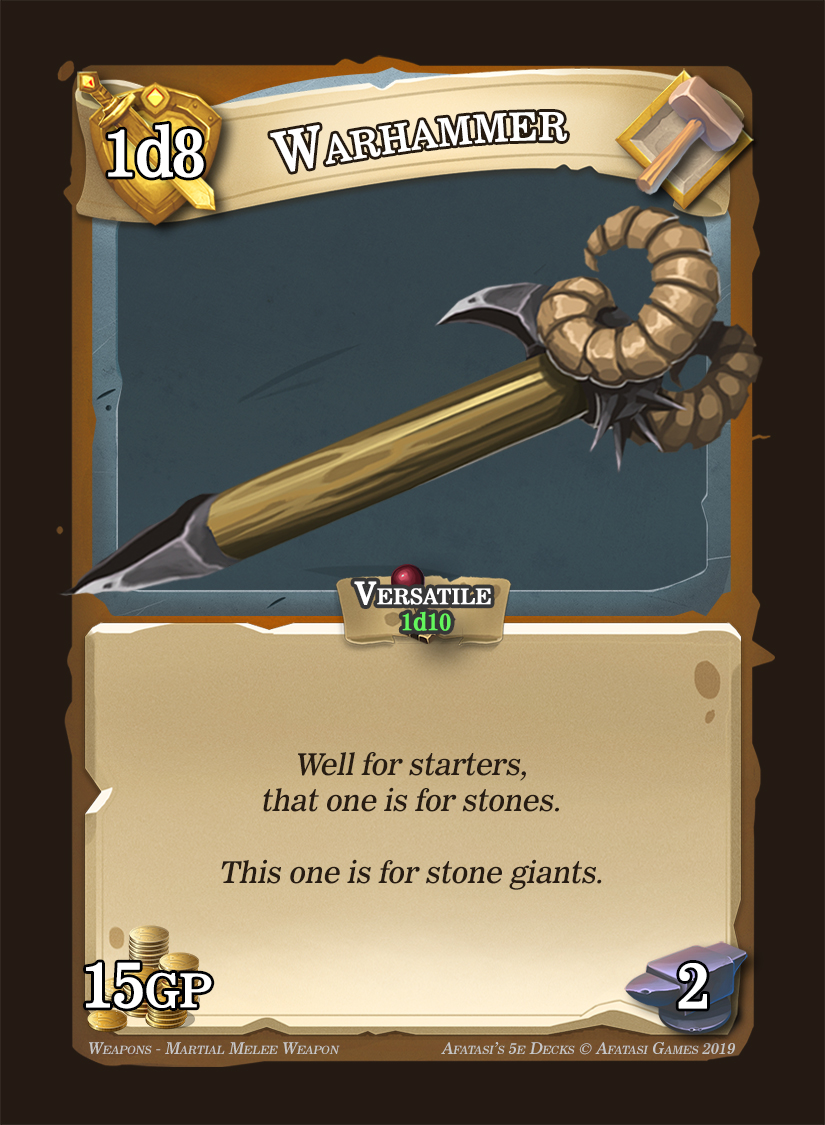 1d8
Warhammer
Versatile
1d10
Well for starters,
that one is for stones.
This one is for stone giants.
15GP
2
Weapons - Martial Melee Weapon
Afatasi's 5e Decks © Afatasi Games 2019